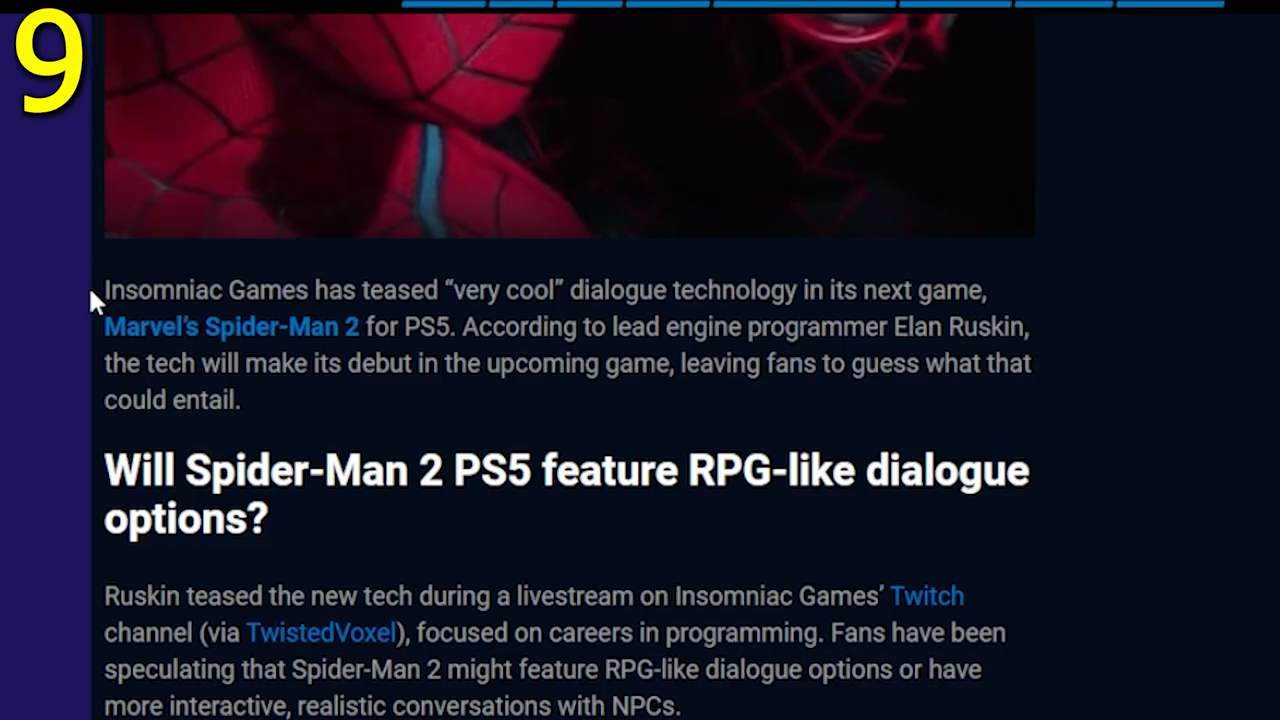 9
Insomniac Games has teased “very cool” dialogue technology in its next game,
Marvel’s Spider-Man 2 for PS5. According to lead engine programmer Elan Ruskin,
the tech will make its debut in the upcoming game, leaving fans to guess what that
could entail.
Will Spider-Man 2 PS5 feature RPG-like dialogue
options?
Ruskin teased the new tech during a livestream on Insomniac Games’ Twitch
channel (via TwistedVoxel), focused on careers in programming. Fans have been
speculating that Spider-Man 2 might feature RPG-like dialogue options or have
more interactive, realistic conversations with NPCs.